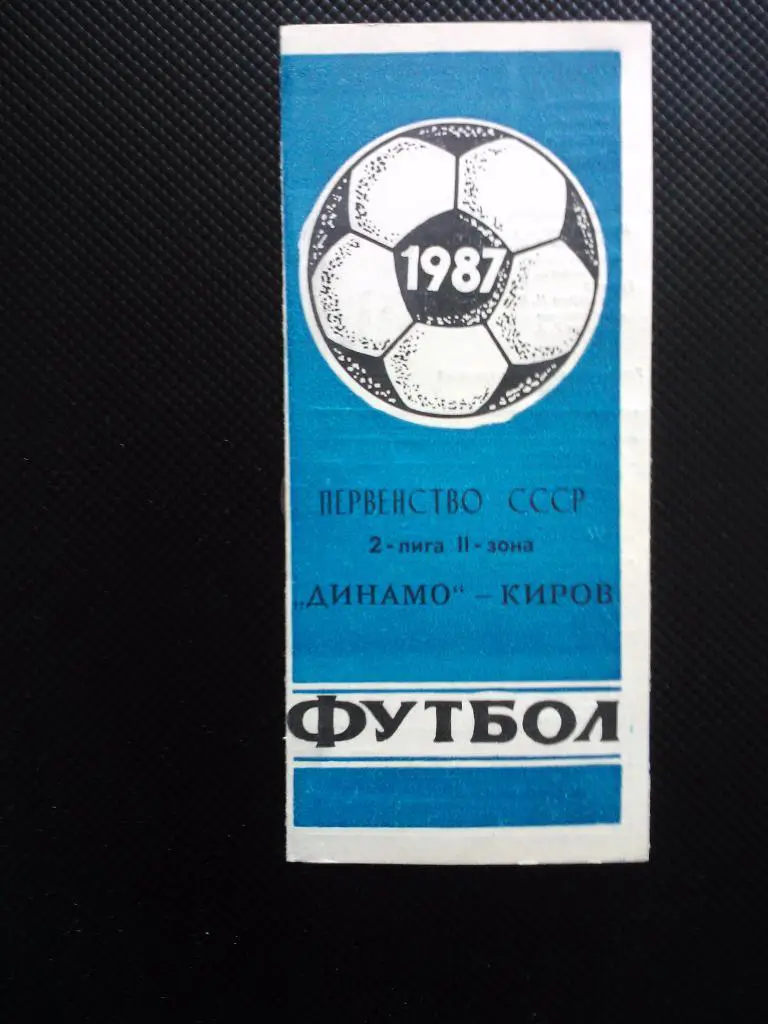 1987
ПЕРВЕНСТВО СССР
2-лига II-зона
„ДИНАМО“ – КИРОВ
ФУТБОЛ